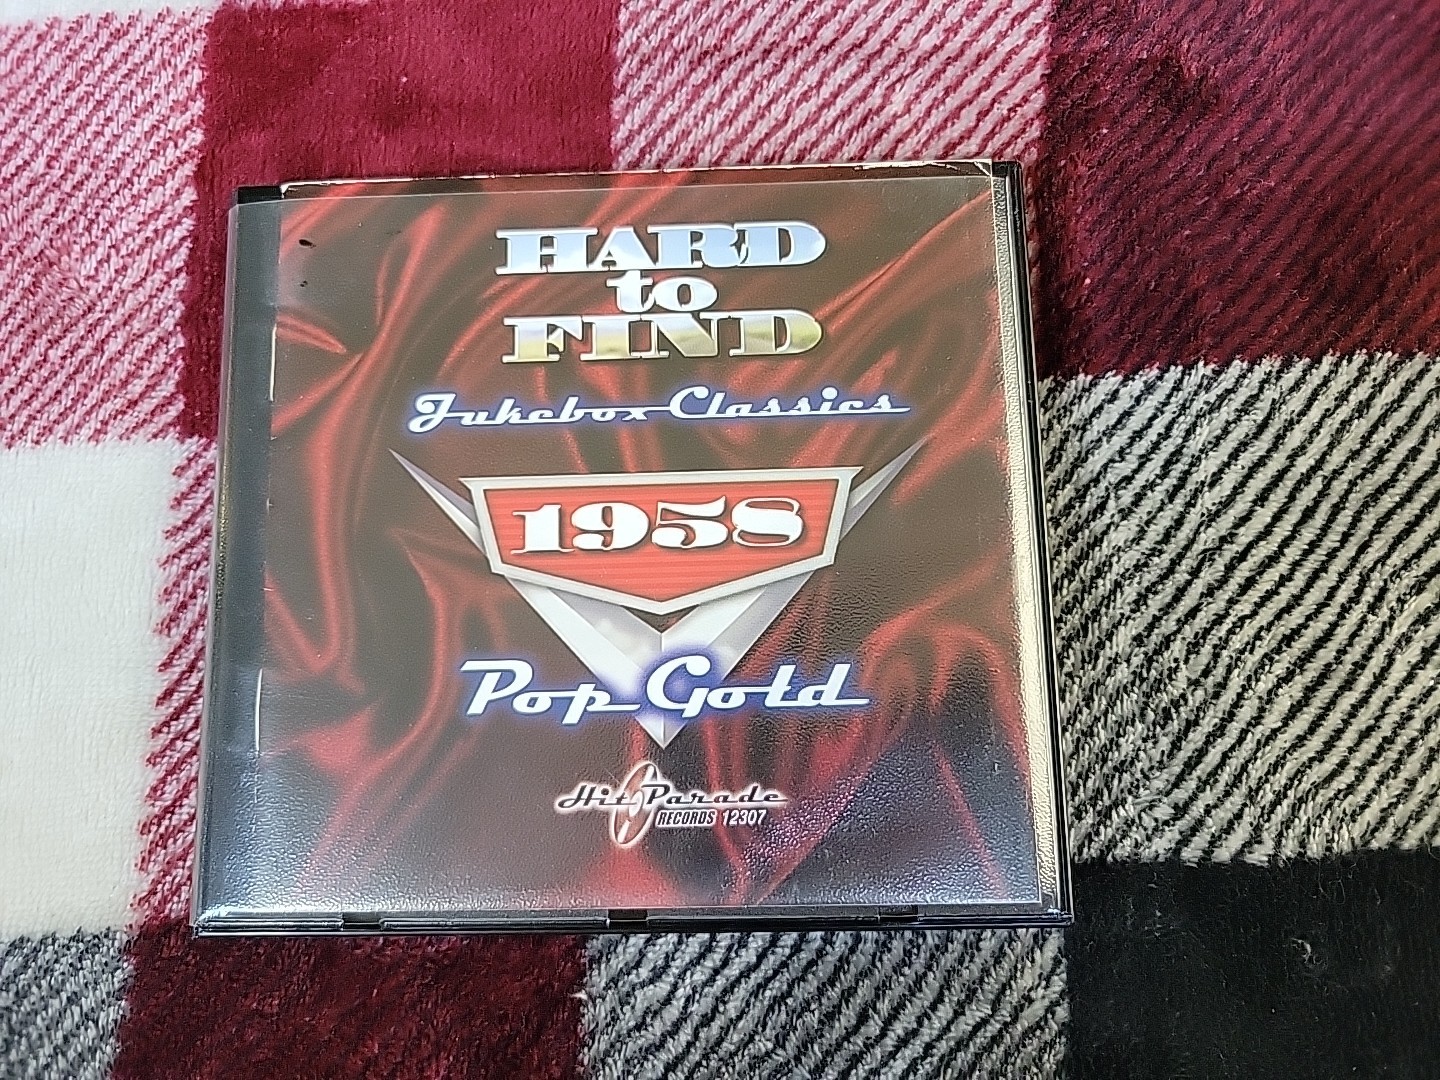 HARD
to
FIND
Jukebox Classics
1958
Pop Gold
Hit Parade
RECORDS 12307